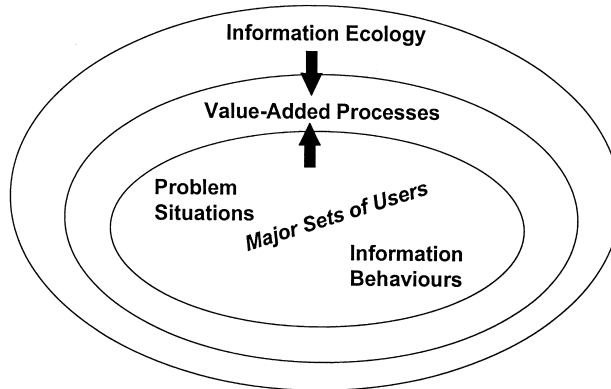 Information Ecology
Value-Added Processes
Problem
Situations
Major Sets of Users
Information
Behaviours